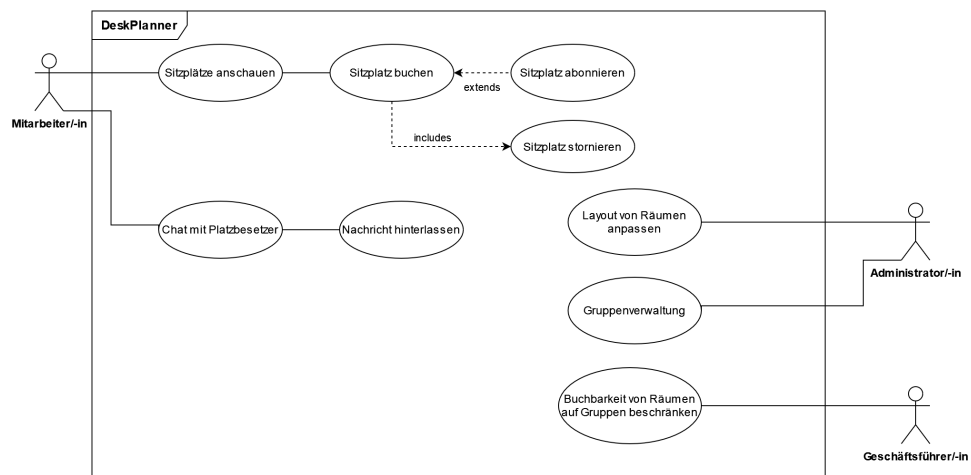 DeskPlanner
Sitzplätze anschauen
Sitzplatz buchen
Sitzplatz abonnieren
extends
Mitarbeiter/-in
includes
Sitzplatz stornieren
Chat mit Platzbesetzer
Nachricht hinterlassen
Layout von Räumen
anpassen
Administrator/-in
Gruppenverwaltung
Buchbarkeit von Räumen
auf Gruppen beschränken
Geschäftsführer/-in